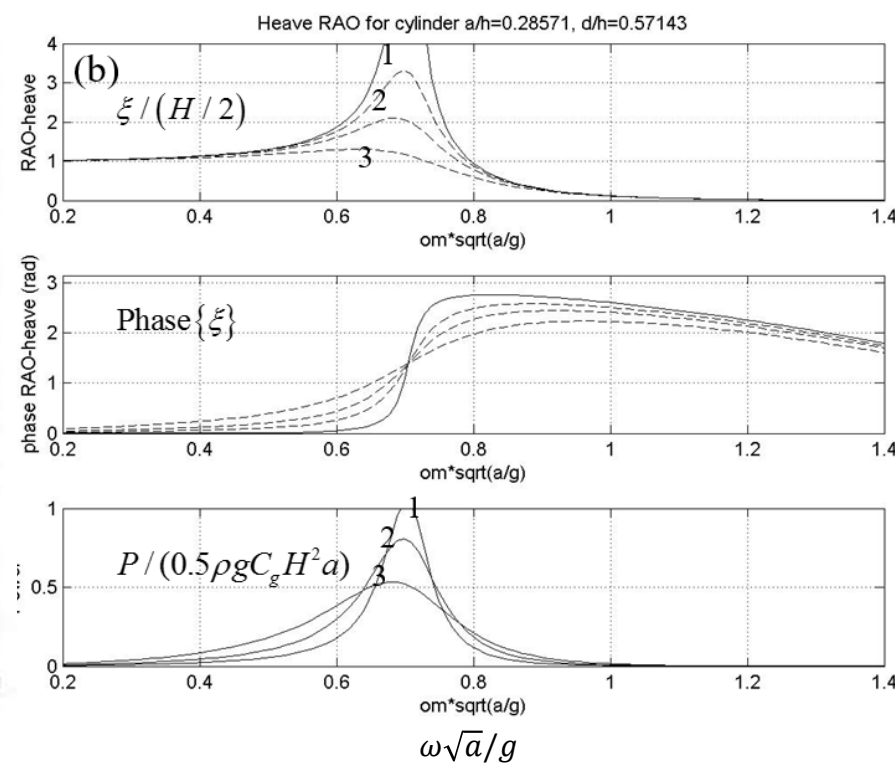 Heave RAO for cylinder a/h=0.28571, d/h=0.57143
(b)
ξ / (H / 2)
1
2
3
RAO-heave
4
3
2
1
0
0.2 0.4 0.6 0.8 1 1.2 1.4
om*sqrt(a/g)
Phase{ξ}
phase RAO-heave (rad)
3
2
1
0
0.2 0.4 0.6 0.8 1 1.2 1.4
om*sqrt(a/g)
P / (0.5ρgC_gH²a)
1
2
3
1
0.5
0
0.2 0.4 0.6 0.8 1 1.2 1.4
om*sqrt(a/g)
ω√a/g